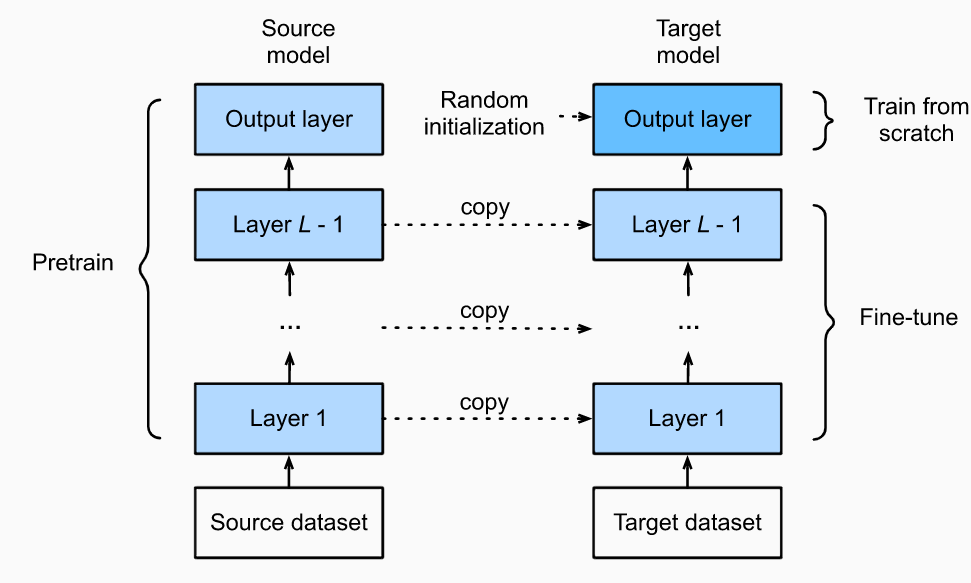 Source
model
Target
model
Output layer
Random
initialization
Output layer
Train from
scratch
Layer L - 1
copy
Layer L - 1
Pretrain
...
copy
...
Fine-tune
Layer 1
copy
Layer 1
Source dataset
Target dataset